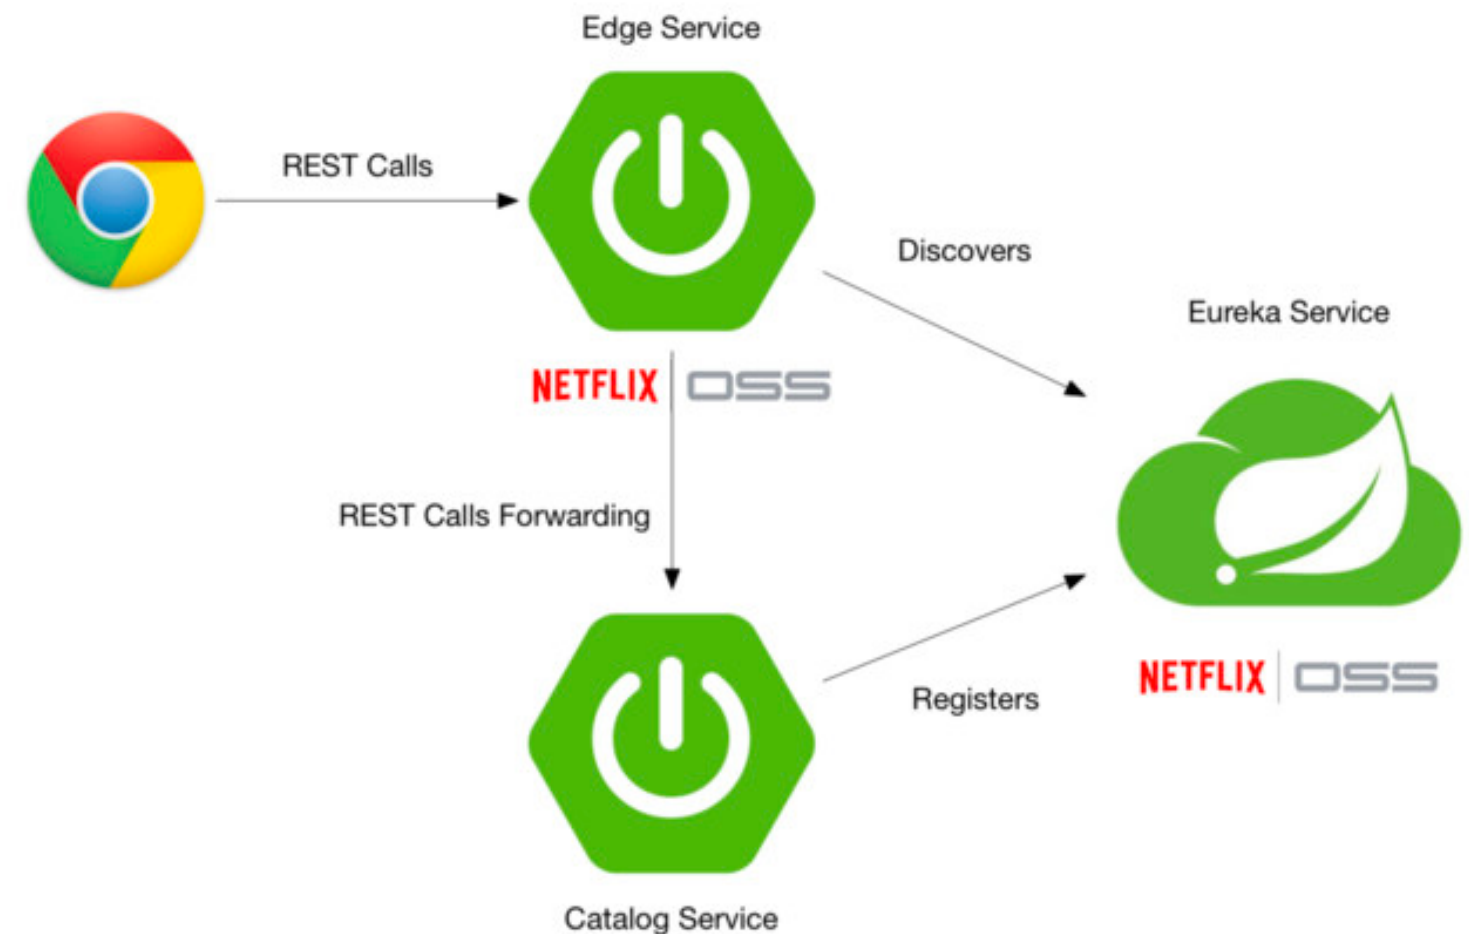 Edge Service
REST Calls
Discovers
Eureka Service
NETFLIX OSS
REST Calls Forwarding
NETFLIX OSS
Registers
Catalog Service